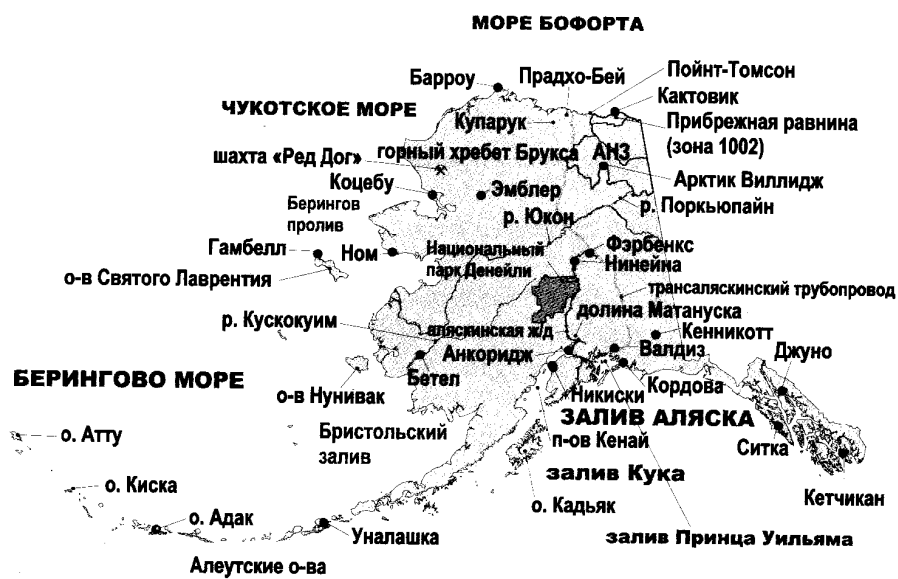 МОРЕ БОФОРТА
Барроу
Прадхо-Бей
Пойнт-Томсон
Кактовик
ЧУКОТСКОЕ МОРЕ
Купарук
Прибрежная равнина
(зона 1002)
горный хребет Брукса
АНЗ
шахта «Ред Дог»
Арктик Виллидж
Коцебу
Эмблер
Берингов
пролив
р. Юкон
р. Поркьюпайн
Гамбелл
Ном
Национальный
парк Денейли
Фэрбенкс
Нинейна
о-в Святого Лаврентия
трансаляскинский трубопровод
долина Матануска
р. Кускокуим
аляскинская ж/д
Кенникотт
Анкоридж
Валдиз
Джуно
БЕРИНГОВО МОРЕ
Бетел
о-в Нунивак
Никиски
Кордова
ЗАЛИВ АЛЯСКА
Бристольский
залив
п-ов Кенай
о. Атту
Ситка
залив Кука
о. Киска
о. Кадьяк
Кетчикан
о. Адак
Уналашка
залив Принца Уильяма
Алеутские о-ва